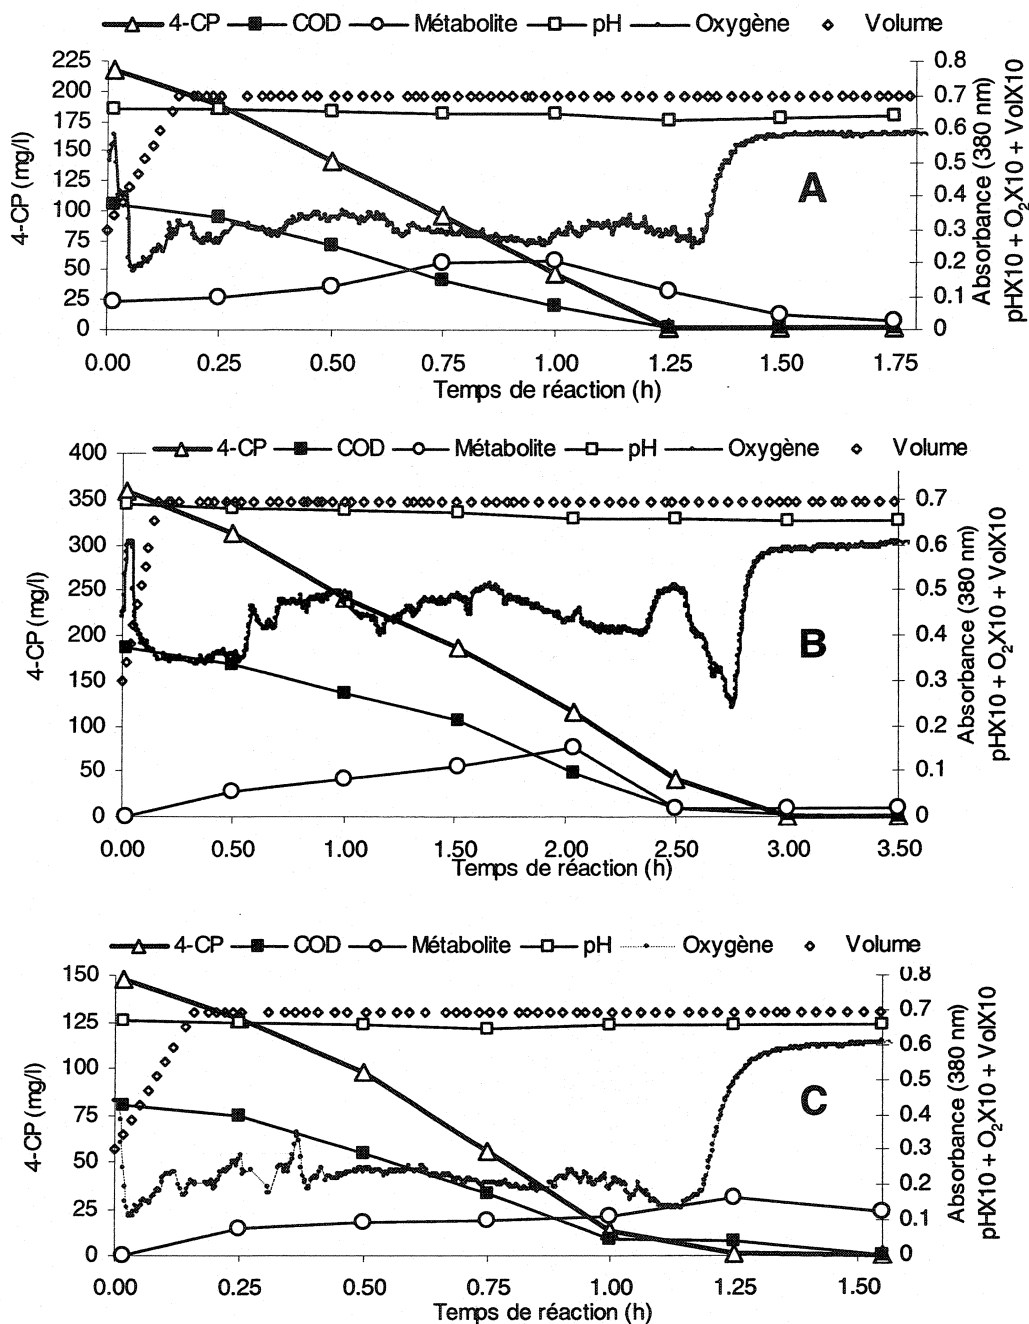 4-CP COD Métabolite pH Oxygène Volume
225 200 175 150 125 100 75 50 25 0
4-CP (mg/l)
0.8 0.7 0.6 0.5 0.4 0.3 0.2 0.1 0
Absorbance (380 nm)
pHX10 + O₂X10 + VolX10
A
0.00 0.25 0.50 0.75 1.00 1.25 1.50 1.75
Temps de réaction (h)
4-CP COD Métabolite pH Oxygène Volume
400 350 300 250 200 150 100 50 0
4-CP (mg/l)
0.7 0.6 0.5 0.4 0.3 0.2 0.1 0
Absorbance (380 nm)
pHX10 + O₂X10 + VolX10
B
0.00 0.50 1.00 1.50 2.00 2.50 3.00 3.50
Temps de réaction (h)
4-CP COD Métabolite pH Oxygène Volume
150 125 100 75 50 25 0
4-CP (mg/l)
0.8 0.7 0.6 0.5 0.4 0.3 0.2 0.1 0
Absorbance (380 nm)
pHX10 + O₂X10 + VolX10
C
0.00 0.25 0.50 0.75 1.00 1.25 1.50
Temps de réaction (h)